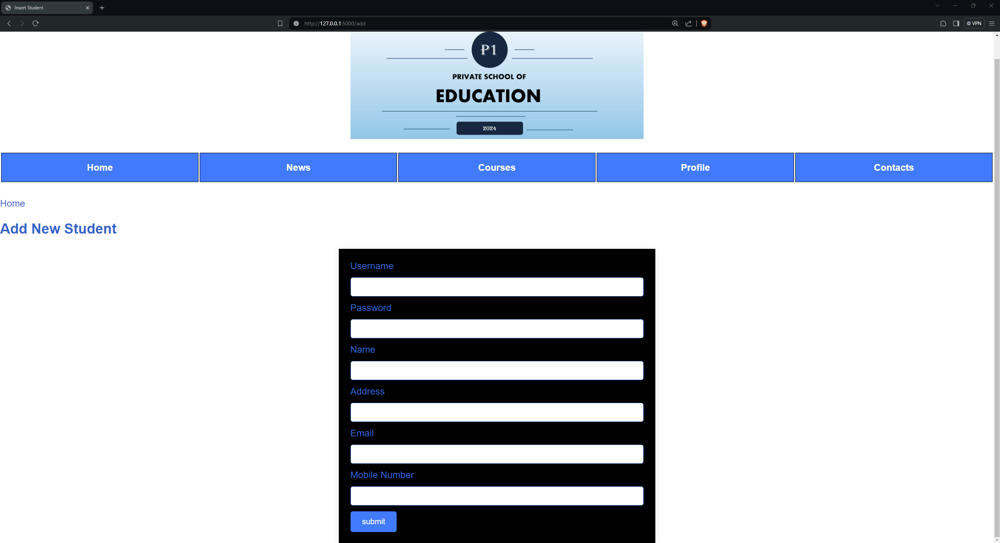 Insert Student
http://127.0.0.1:5000/add
VPN
P1
PRIVATE SCHOOL OF
EDUCATION
2024
Home News Courses Profile Contacts
Home
Add New Student
Username
Password
Name
Address
Email
Mobile Number
submit